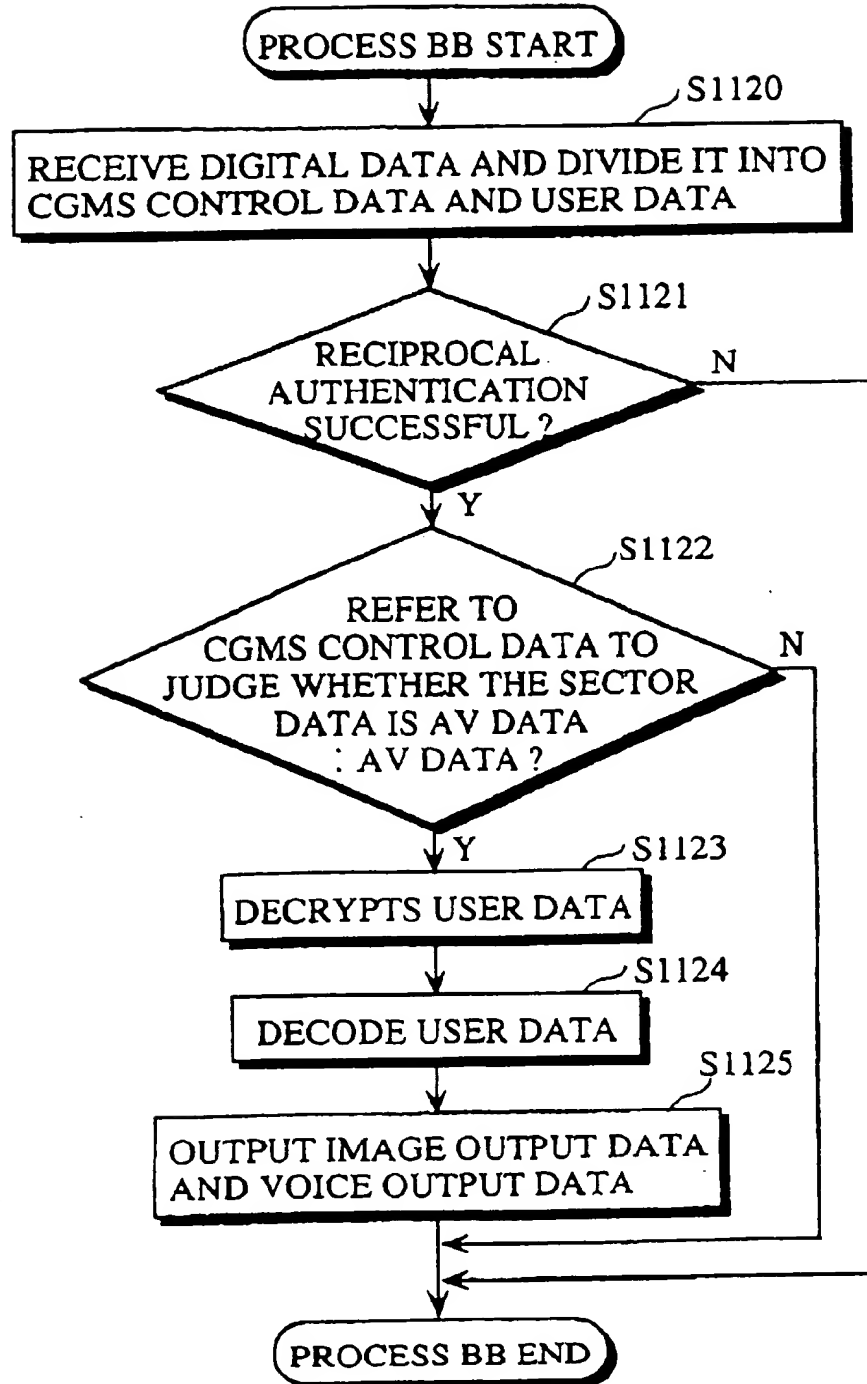 PROCESS BB START
S1120
RECEIVE DIGITAL DATA AND DIVIDE IT INTO
CGMS CONTROL DATA AND USER DATA
S1121
RECIPROCAL
AUTHENTICATION
SUCCESSFUL ?
N
Y
S1122
REFER TO
CGMS CONTROL DATA TO
JUDGE WHETHER THE SECTOR
DATA IS AV DATA
: AV DATA ?
N
Y
S1123
DECRYPTS USER DATA
S1124
DECODE USER DATA
S1125
OUTPUT IMAGE OUTPUT DATA
AND VOICE OUTPUT DATA
PROCESS BB END